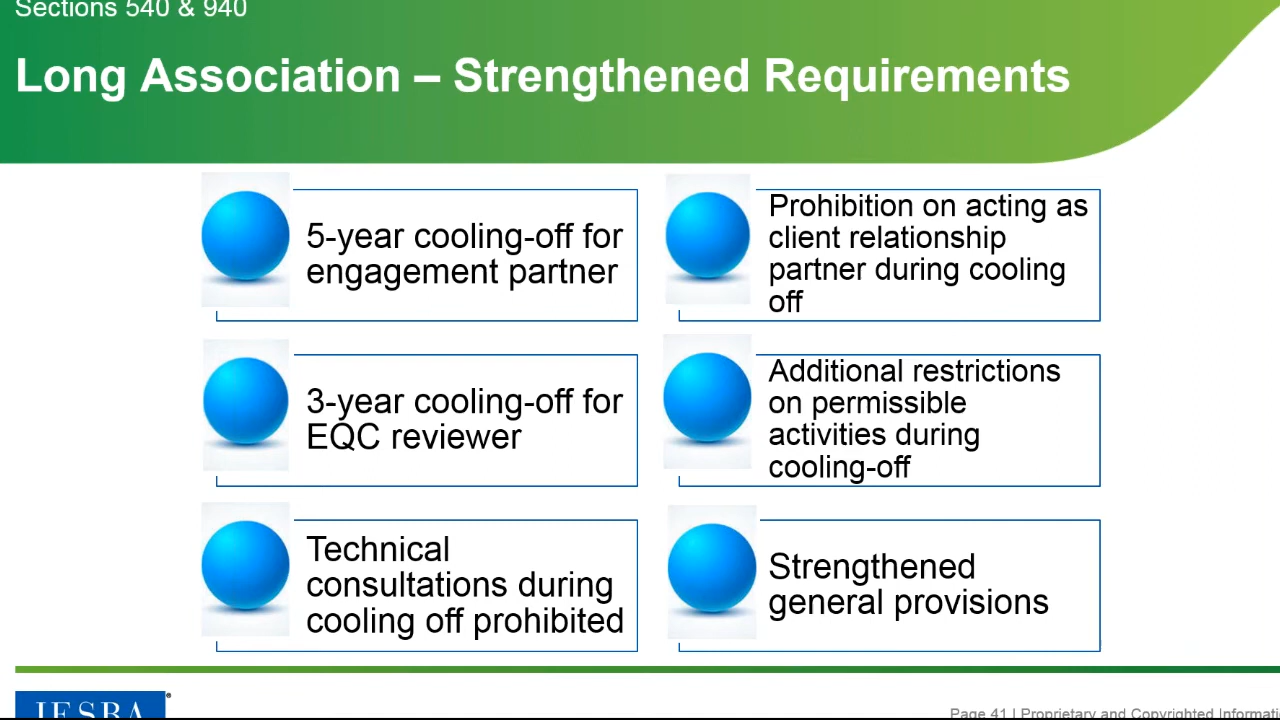 Sections 540 & 940
Long Association – Strengthened Requirements
5-year cooling-off for
engagement partner
Prohibition on acting as
client relationship
partner during cooling
off
3-year cooling-off for
EQC reviewer
Additional restrictions
on permissible
activities during
cooling-off
Technical
consultations during
cooling off prohibited
Strengthened
general provisions
IESBA®
Page 41 | Proprietary and Copyrighted Informati